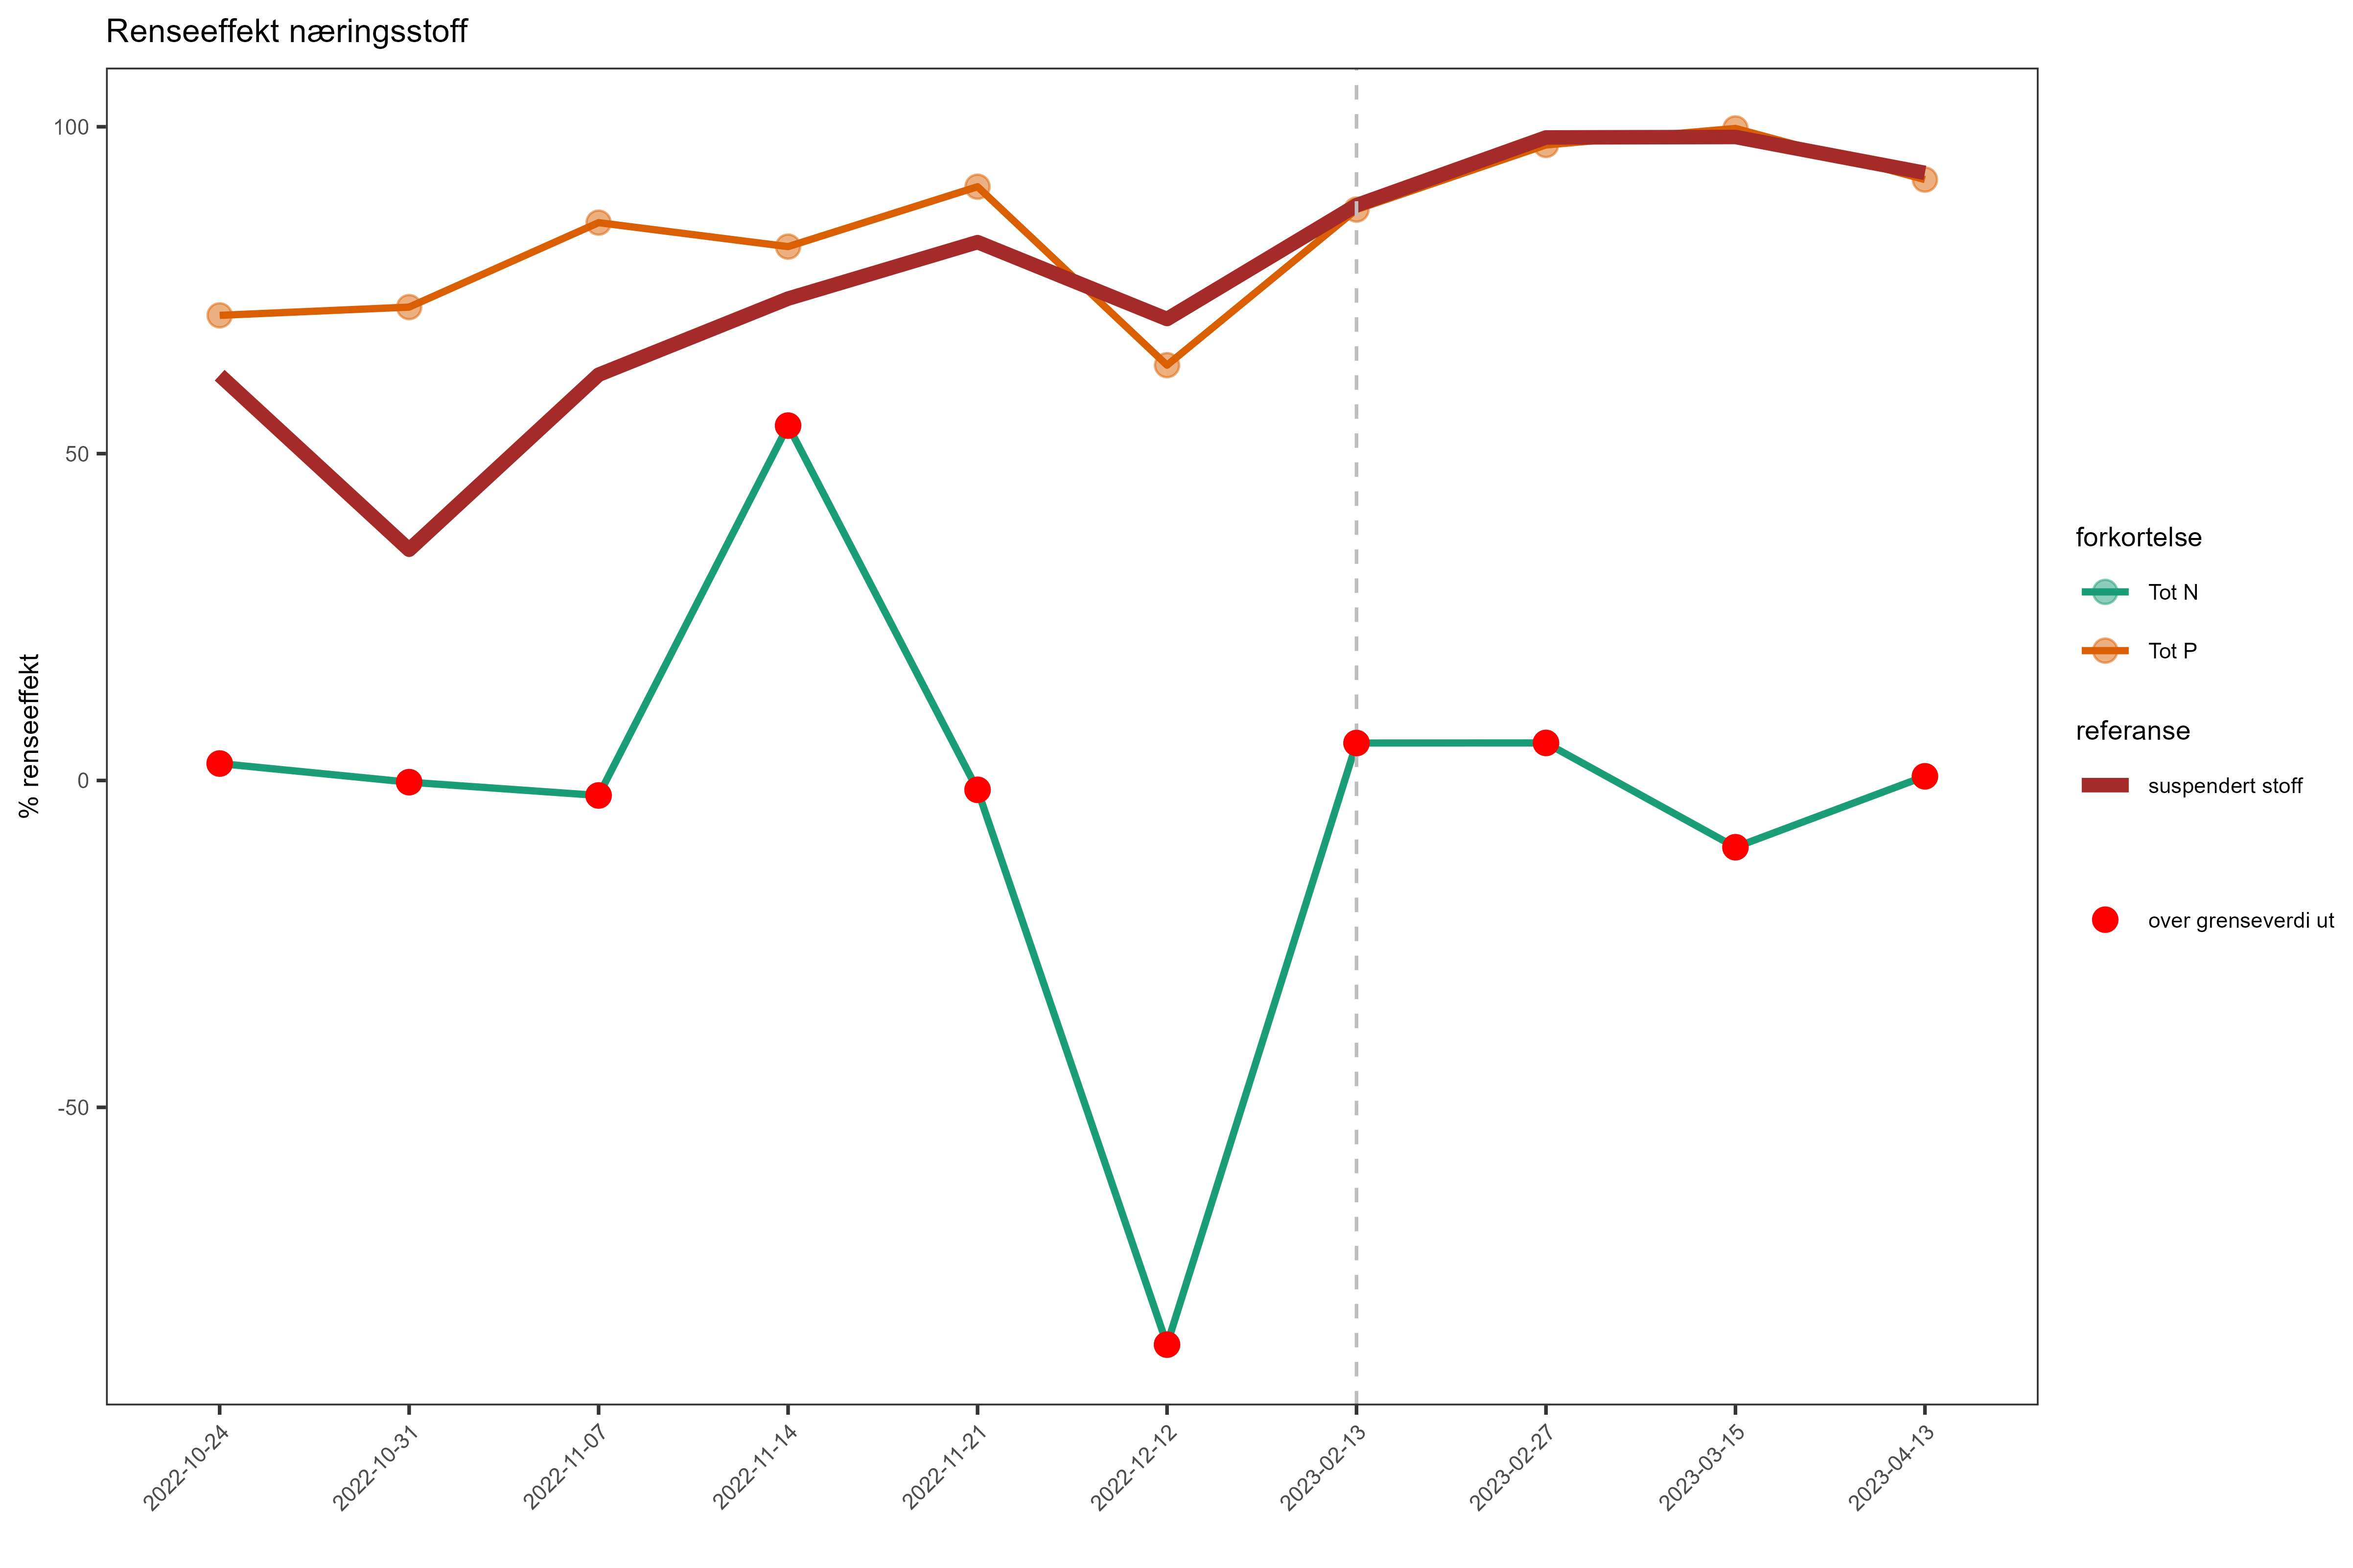 Renseeffekt næringsstoff
% renseeffekt
100
50
0
-50
2022-10-24
2022-10-31
2022-11-07
2022-11-14
2022-11-21
2022-12-12
2023-02-13
2023-02-27
2023-03-15
2023-04-13
forkortelse
Tot N
Tot P
referanse
suspendert stoff
over grenseverdi ut